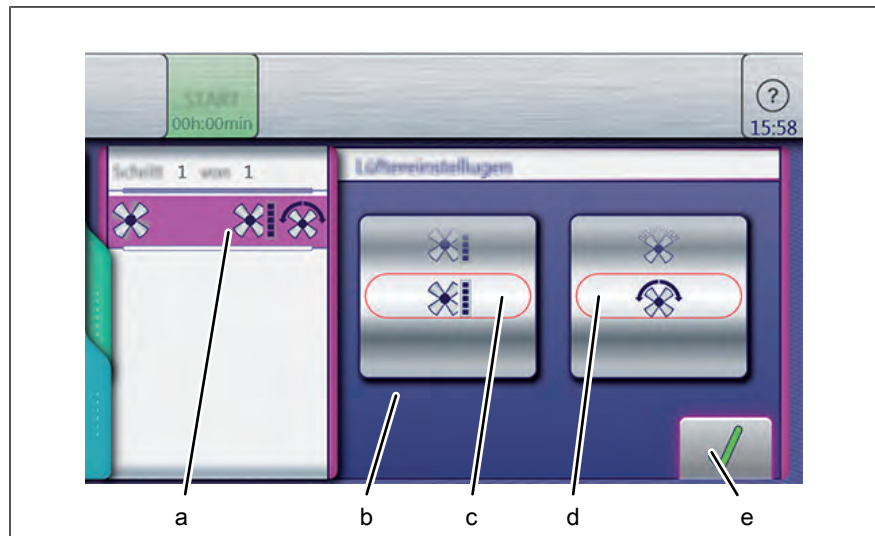 START
00h:00min
?
15:58
Schritt 1 von 1
Lüftereinstellugen
a b c d e